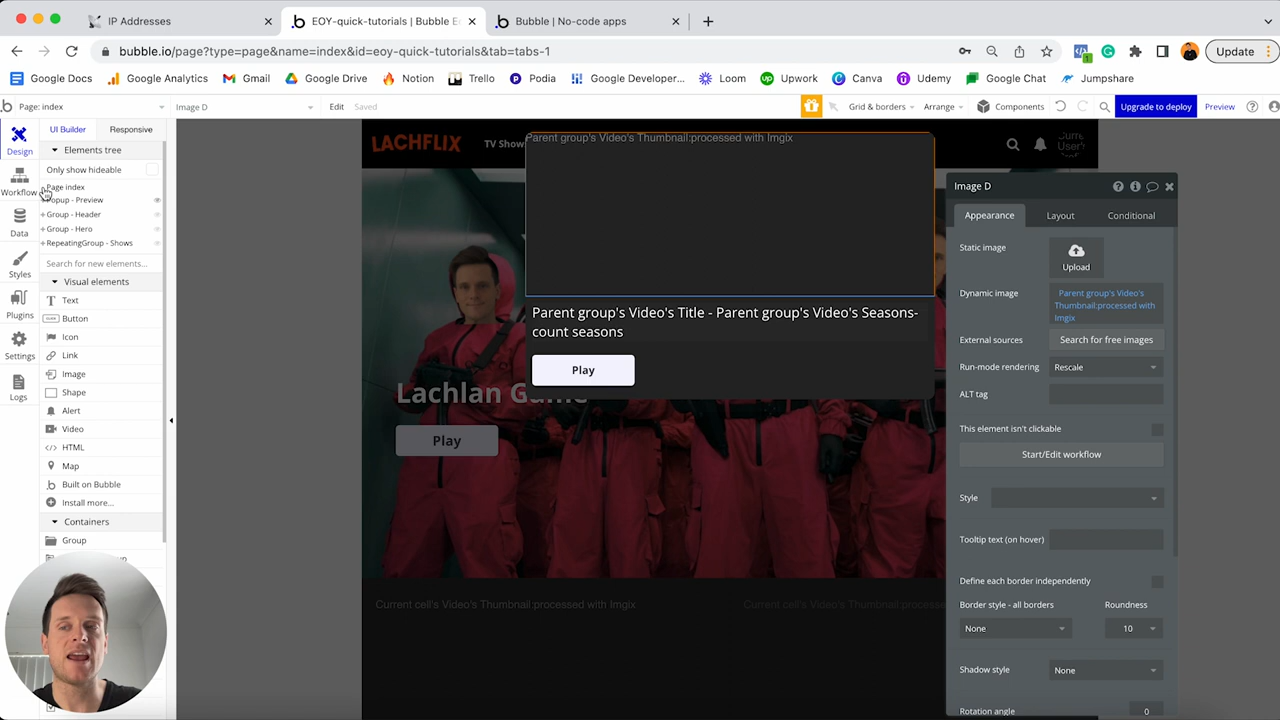 IP Addresses
EOY-quick-tutorials | Bubble E
Bubble | No-code apps
bubble.io/page?type=page&name=index&id=eoy-quick-tutorials&tab=tabs-1
Update
Google Docs
Google Analytics
Gmail
Google Drive
Notion
Trello
Podia
Google Developer...
Loom
Upwork
Canva
Udemy
Google Chat
Jumpshare
Page: index
Image D
Edit
Saved
Grid & borders
Arrange
Components
Upgrade to deploy
Preview
Design
Workflow
Data
Styles
Plugins
Settings
Logs
UI Builder
Responsive
Elements tree
Only show hideable
Page index
Popup - Preview
Group - Header
Group - Hero
RepeatingGroup - Shows
Search for new elements...
Visual elements
Text
Button
Icon
Link
Image
Shape
Alert
Video
HTML
Map
Built on Bubble
Install more...
Containers
Group
LACHFLIX
TV Show
Curre
User's
Parent group's Video's Thumbnail:processed with Imgix
Parent group's Video's Title - Parent group's Video's Seasons-
count seasons
Play
Lachlan Game
Play
Current cell's Video's Thumbnail:processed with Imgix
Current cell's Video's Thumbnail:process
Image D
Appearance
Layout
Conditional
Static image
Upload
Dynamic image
Parent group's Video's
Thumbnail:processed with
Imgix
External sources
Search for free images
Run-mode rendering
Rescale
ALT tag
This element isn't clickable
Start/Edit workflow
Style
Tooltip text (on hover)
Define each border independently
Border style - all borders
Roundness
None
10
Shadow style
None
Rotation angle
0